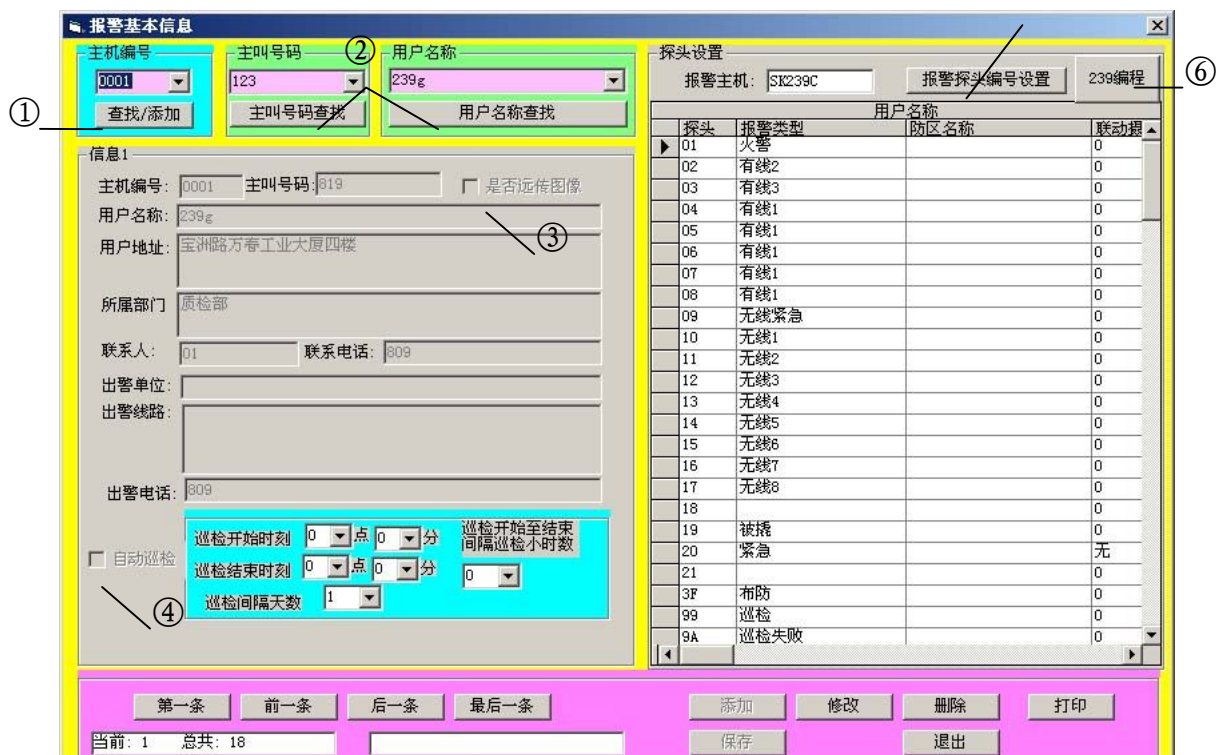 报警基本信息
主机编号
0001
查找/添加
主叫号码
123
主叫号码查找
用户名称
239g
用户名称查找
①
②
信息1
主机编号: 0001 主叫号码: 819 是否远传图像
用户名称: 239g
③
用户地址: 宝洲路万春工业大厦四楼
所属部门 质检部
联系人: 01 联系电话: 809
出警单位:
出警线路:
出警电话: 809
自动巡检
④
巡检开始时刻 0 点 0 分
巡检结束时刻 0 点 0 分
巡检间隔天数 1
巡检开始至结束
间隔巡检小时数
0
探头设置
报警主机: SK239C 报警探头编号设置 239编程
⑥
用户名称
探头 报警类型 防区名称 联动摄
01 火警 0
02 有线2 0
03 有线3 0
04 有线1 0
05 有线1 0
06 有线1 0
07 有线1 0
08 有线1 0
09 无线紧急 0
10 无线1 0
11 无线2 0
12 无线3 0
13 无线4 0
14 无线5 0
15 无线6 0
16 无线7 0
17 无线8 0
18 0
19 被撬 0
20 紧急 无
21 0
3F 布防 0
99 巡检 0
9A 巡检失败 0
第一条 前一条 后一条 最后一条 添加 修改 删除 打印
当前: 1 总共: 18 保存 退出